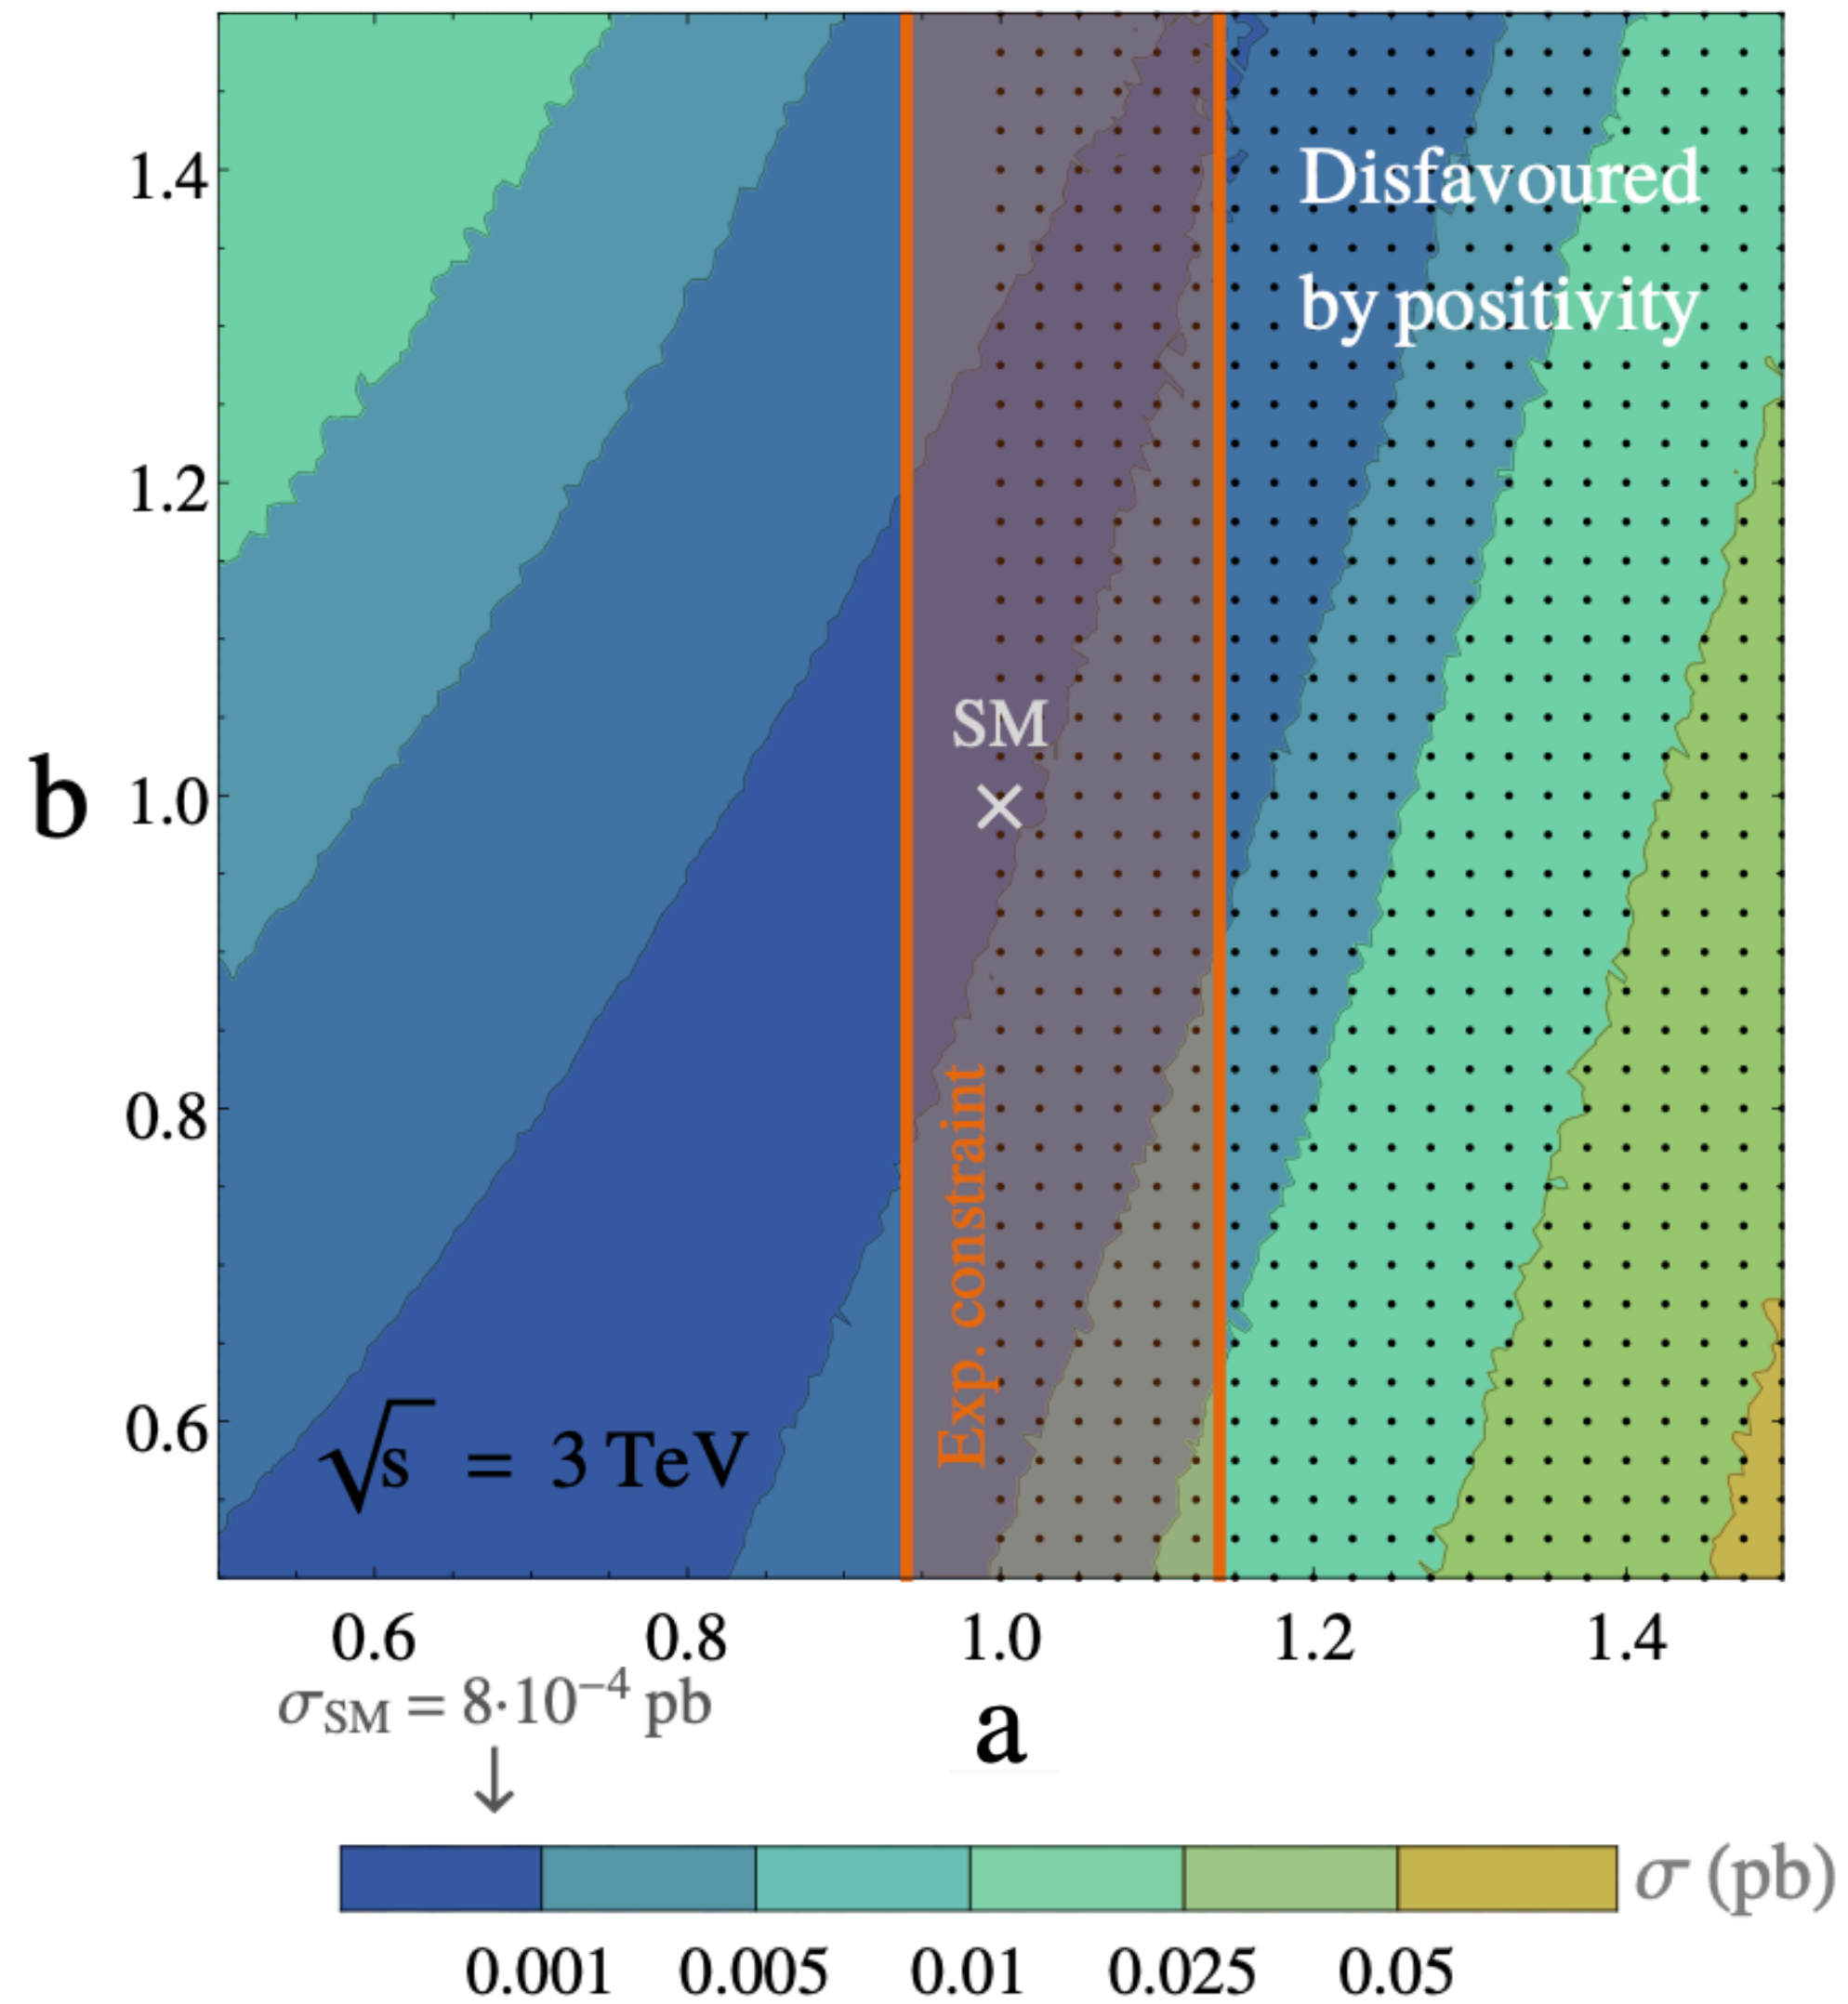 1.4
1.2
1.0
0.8
0.6
b
Disfavoured
by positivity
SM
×
Exp. constraint
√s = 3 TeV
0.6 0.8 1.0 1.2 1.4
a
σSM = 8·10⁻⁴ pb
↓
σ (pb)
0.001 0.005 0.01 0.025 0.05